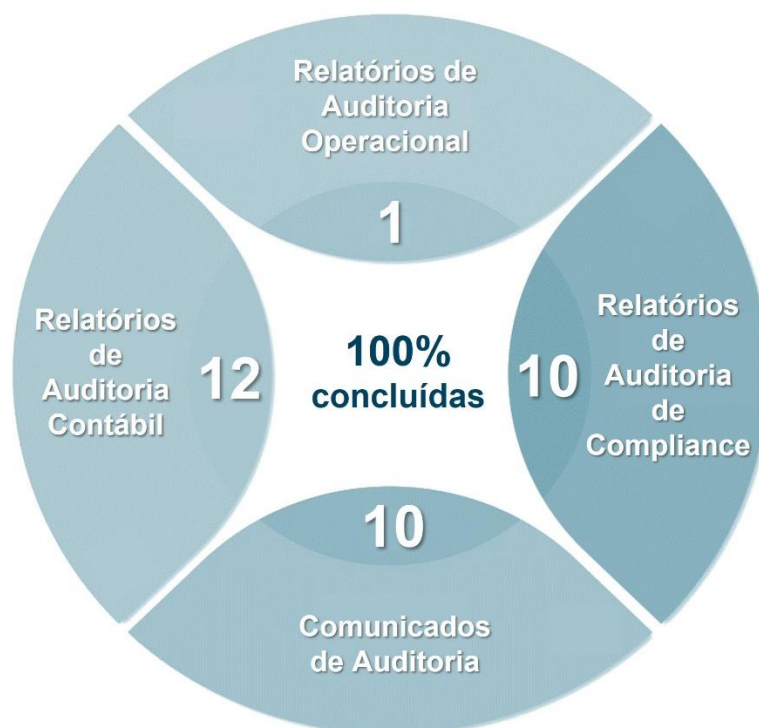 Relatórios de
Auditoria
Operacional
1
Relatórios
de
Auditoria
Contábil
12
100%
concluídas
10
Relatórios
de
Auditoria
de
Compliance
10
Comunicados
de Auditoria